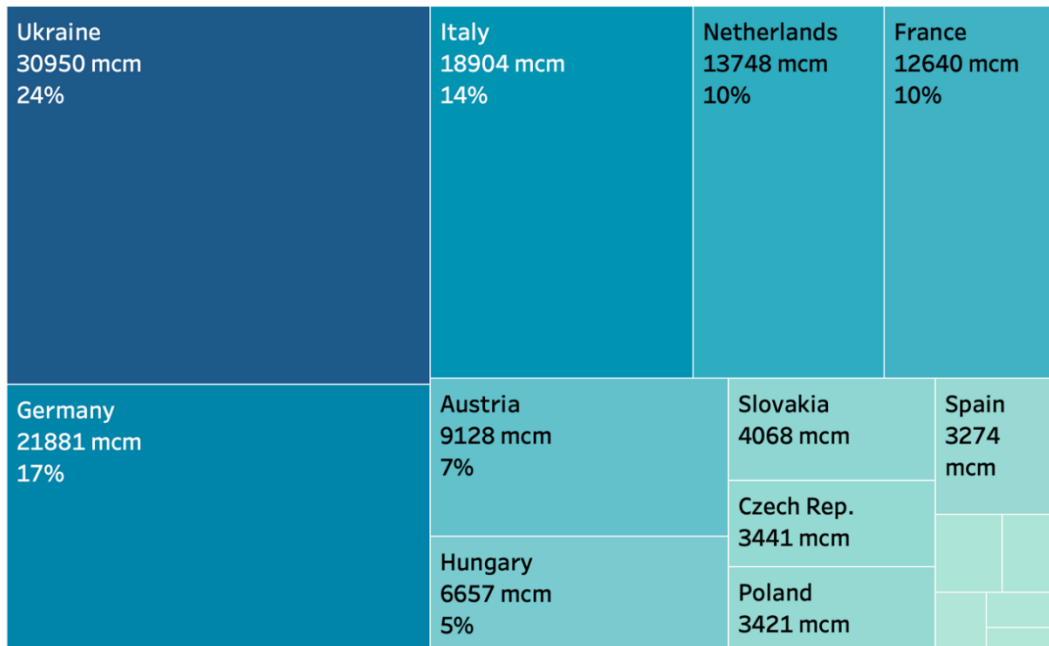 Ukraine
30950 mcm
24%
Italy
18904 mcm
14%
Netherlands
13748 mcm
10%
France
12640 mcm
10%
Germany
21881 mcm
17%
Austria
9128 mcm
7%
Slovakia
4068 mcm
Spain
3274
mcm
Czech Rep.
3441 mcm
Hungary
6657 mcm
5%
Poland
3421 mcm